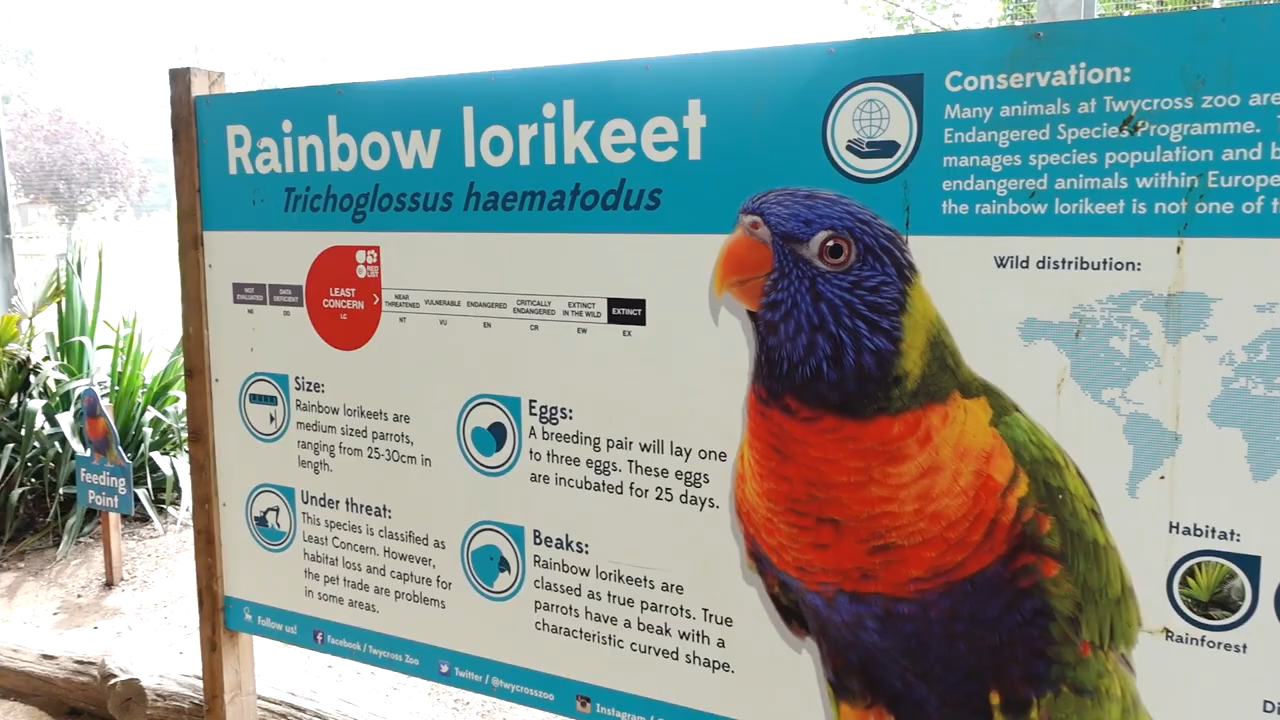 Rainbow lorikeet
Trichoglossus haematodus
Conservation:
Many animals at Twycross zoo are
Endangered Species Programme.
manages species population and b
endangered animals within Europe
the rainbow lorikeet is not one of t
NOT EVALUATED
NE
DATA DEFICIENT
DD
RED LIST
LEAST CONCERN
LC
NEAR THREATENED
NT
VULNERABLE
VU
ENDANGERED
EN
CRITICALLY ENDANGERED
CR
EXTINCT IN THE WILD
EW
EXTINCT
EX
Size:
Rainbow lorikeets are
medium sized parrots,
ranging from 25-30cm in
length.
Under threat:
This species is classified as
Least Concern. However,
habitat loss and capture for
the pet trade are problems
in some areas.
Eggs:
A breeding pair will lay one
to three eggs. These eggs
are incubated for 25 days.
Beaks:
Rainbow lorikeets are
classed as true parrots. True
parrots have a beak with a
characteristic curved shape.
Wild distribution:
Habitat:
Rainforest
Di
Follow us!
Facebook / Twycross Zoo
Twitter / @twycrosszoo
Instagram /
Feeding
Point